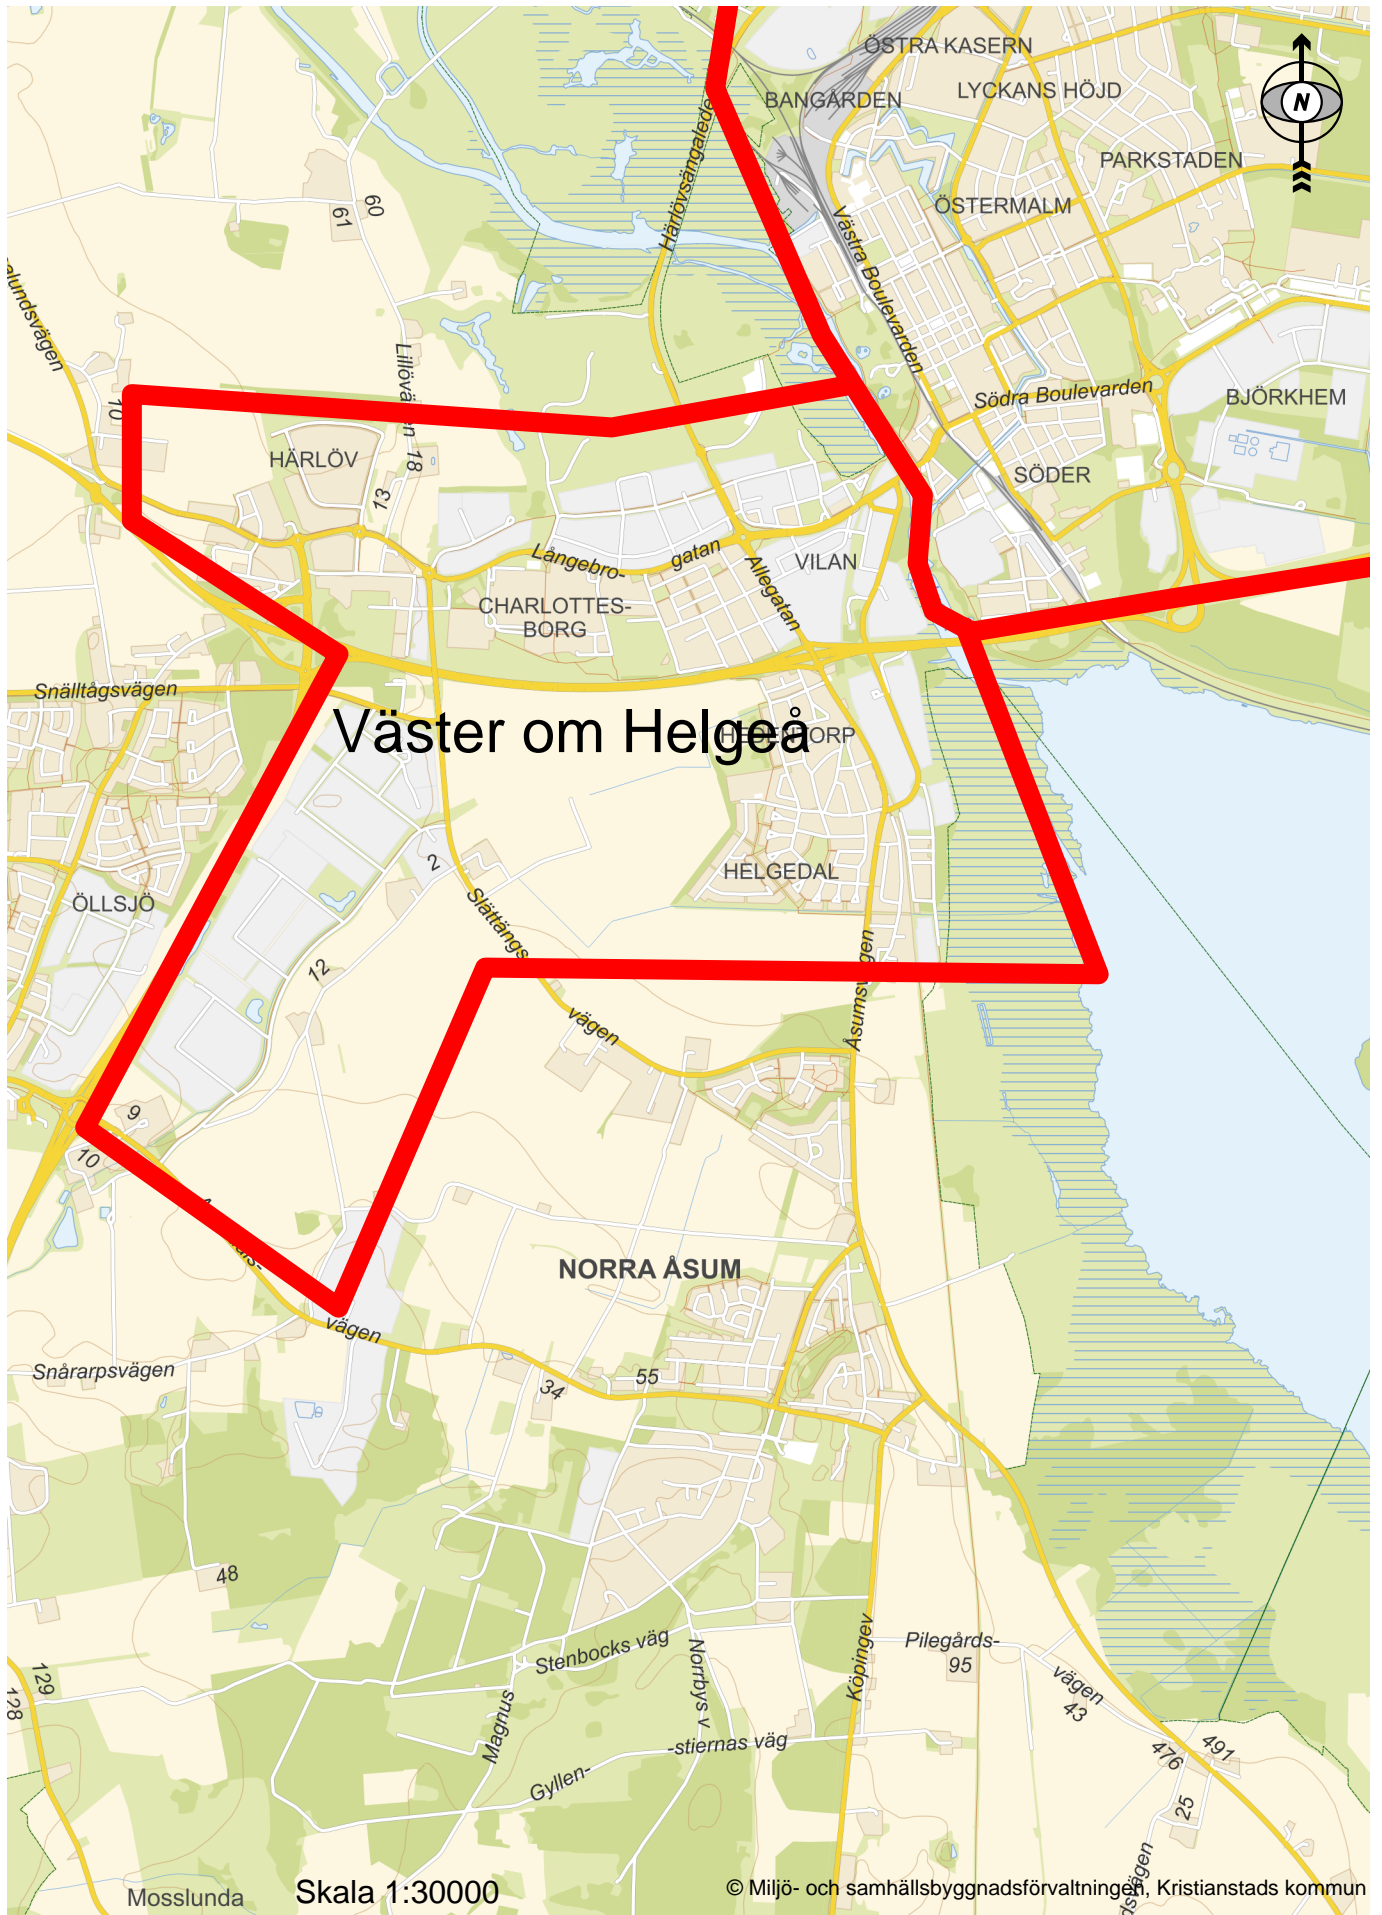 ÖSTRA KASERN
BANGÅRDEN
LYCKANS HÖJD
N
PARKSTADEN
ÖSTERMALM
Härlövsängalede
60
61
Västra Boulevarden
alundsvägen
10
18
Södra Boulevarden
BJÖRKHEM
HÄRLÖV
13
SÖDER
Långebro-
gatan
VILAN
Allegatan
CHARLOTTES-
BORG
Snälltågsvägen
Väster om Helgeå
HELGEDAL
2
ÖLLSJÖ
Slättängs
vägen
12
9
10
NORRA ÅSUM
vägen
Snårarpsvägen
34
55
48
Stenbocks väg
Magnus
Norrbys v
Köpingev
Pilegårds-
95
vägen
43
129
128
-stiernas väg
Gyllen-
476
491
25
Mosslunda
Skala 1:30000
© Miljö- och samhällsbyggnadsförvaltningen, Kristianstads kommun